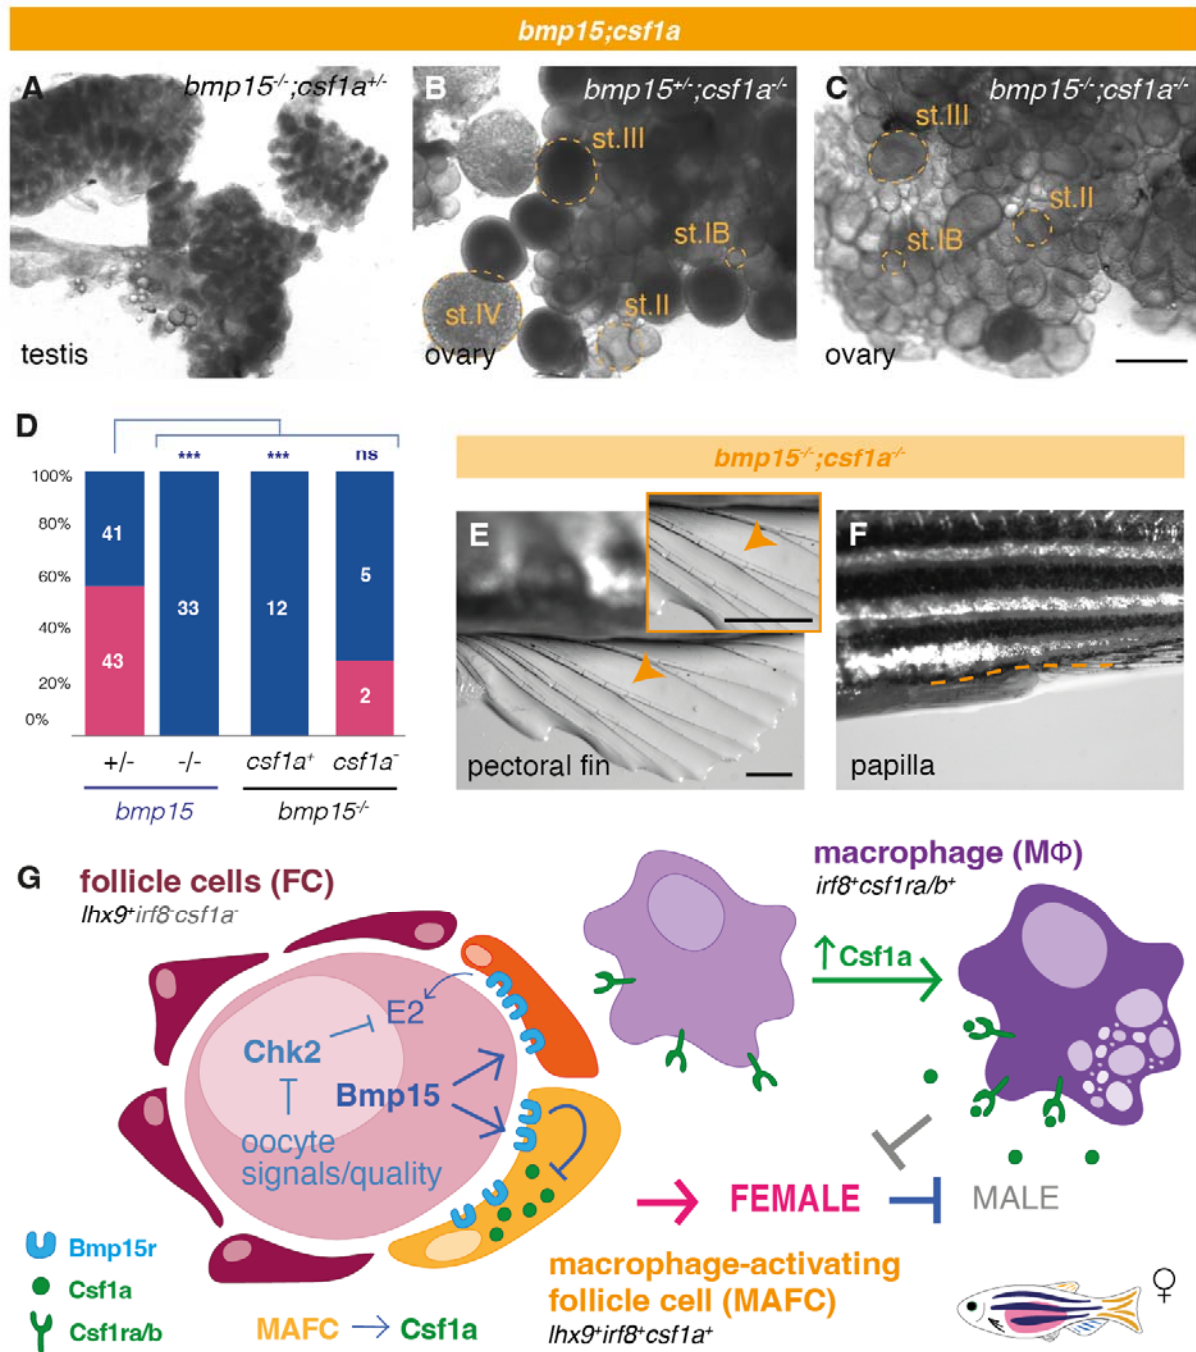 bmp15;csf1a
A
bmp15-/-;csf1a+/-
testis
B
bmp15+/-;csf1a-/-
st.III
st.IB
st.IV
st.II
ovary
C
bmp15-/-;csf1a-/-
st.III
st.II
st.IB
ovary
D
*** *** ns
100%
80%
60%
40%
20%
0%
41
43
33
12
5
2
+/- -/- csf1a+ csf1a-
bmp15 bmp15-/-
bmp15-/-;csf1a-/-
E
pectoral fin
F
papilla
G
follicle cells (FC)
lhx9+irf8-csf1a-
E2
Chk2
Bmp15
oocyte
signals/quality
Bmp15r
Csf1a
Csf1ra/b
MAFC → Csf1a
macrophage (MΦ)
irf8+csf1ra/b+
↑Csf1a
FEMALE
MALE
macrophage-activating
follicle cell (MAFC)
lhx9+irf8+csf1a+
♀